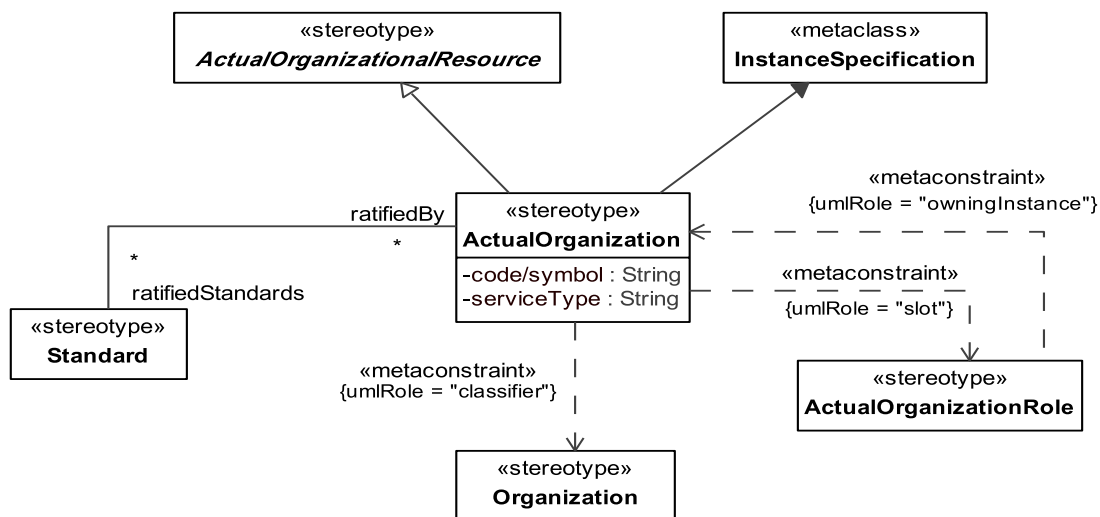 «stereotype»
ActualOrganizationalResource
«metaclass»
InstanceSpecification
«metaconstraint»
{umlRole = "owningInstance"}
ratifiedBy
*
«stereotype»
ActualOrganization
-code/symbol : String
-serviceType : String
*
ratifiedStandards
«metaconstraint»
{umlRole = "slot"}
«stereotype»
Standard
«metaconstraint»
{umlRole = "classifier"}
«stereotype»
ActualOrganizationRole
«stereotype»
Organization